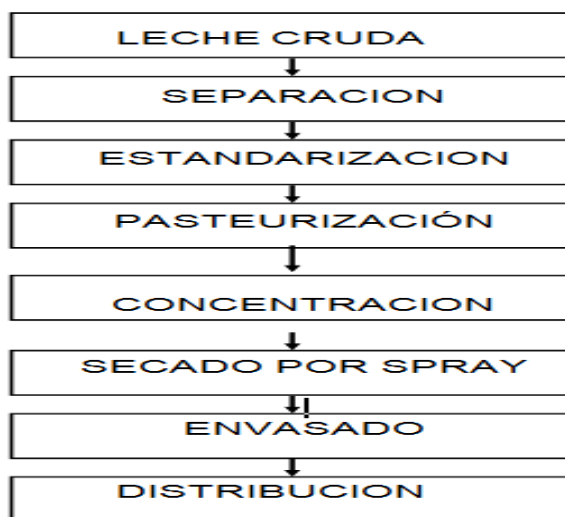 LECHE CRUDA
SEPARACION
ESTANDARIZACION
PASTEURIZACIÓN
CONCENTRACION
SECADO POR SPRAY
ENVASADO
DISTRIBUCION